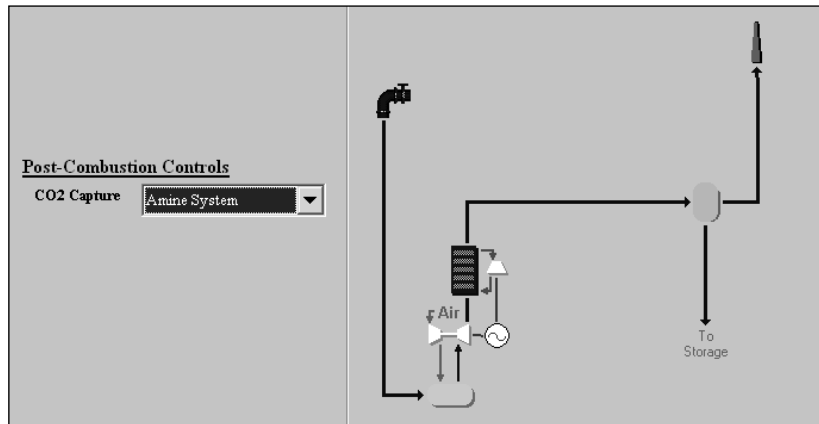 Post-Combustion Controls
CO2 Capture
Amine System
Air
To
Storage